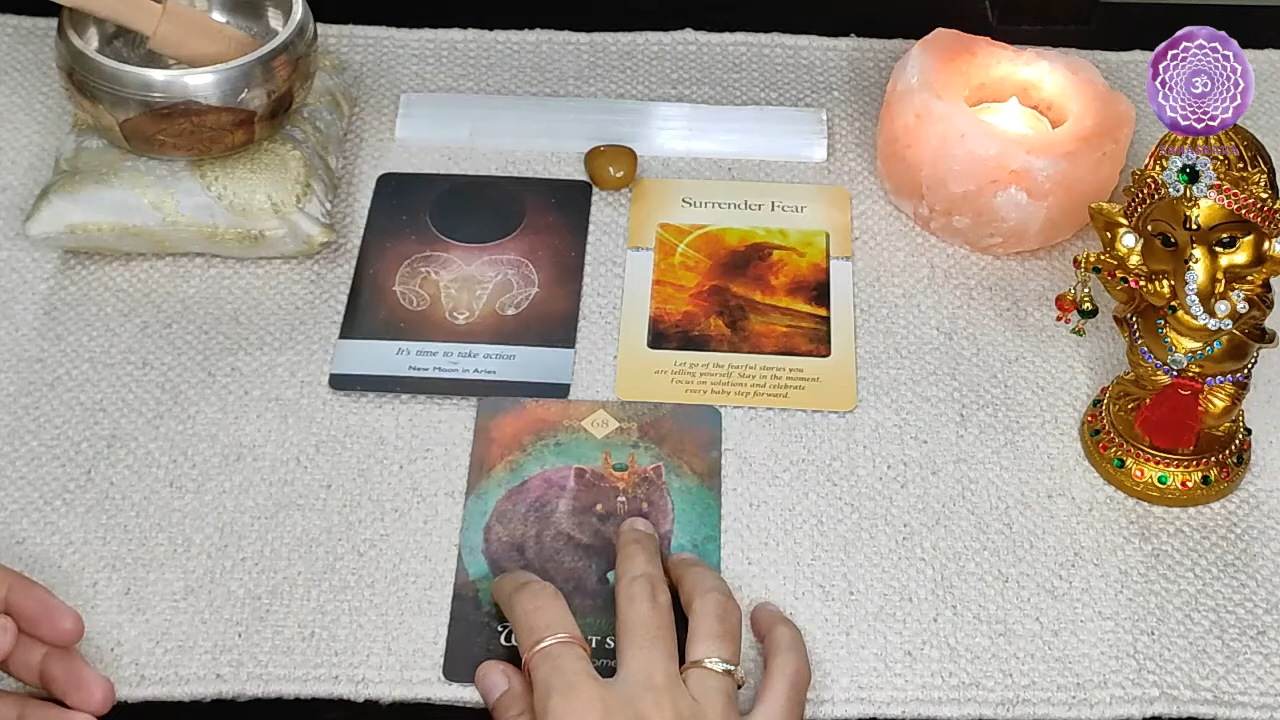 ॐ
SAHASRARA
Surrender Fear
It's time to take action
New Moon in Aries
Let go of the fearful stories you
are telling yourself. Stay in the moment.
Focus on solutions and celebrate
every baby step forward.
68